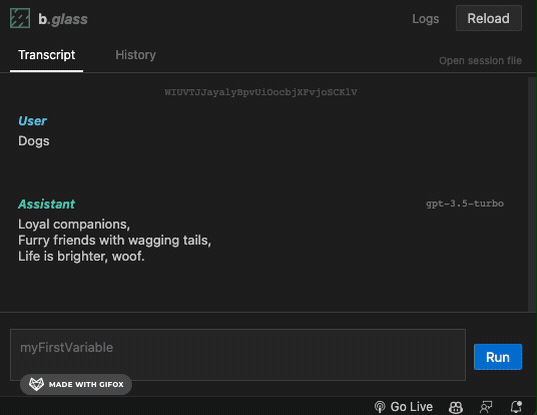 b.glass
Logs
Reload
Transcript
History
Open session file
User
Dogs
Assistant
gpt-3.5-turbo
Loyal companions,
Furry friends with wagging tails,
Life is brighter, woof.
myFirstVariable
Run
MADE WITH GIFOX
Go Live